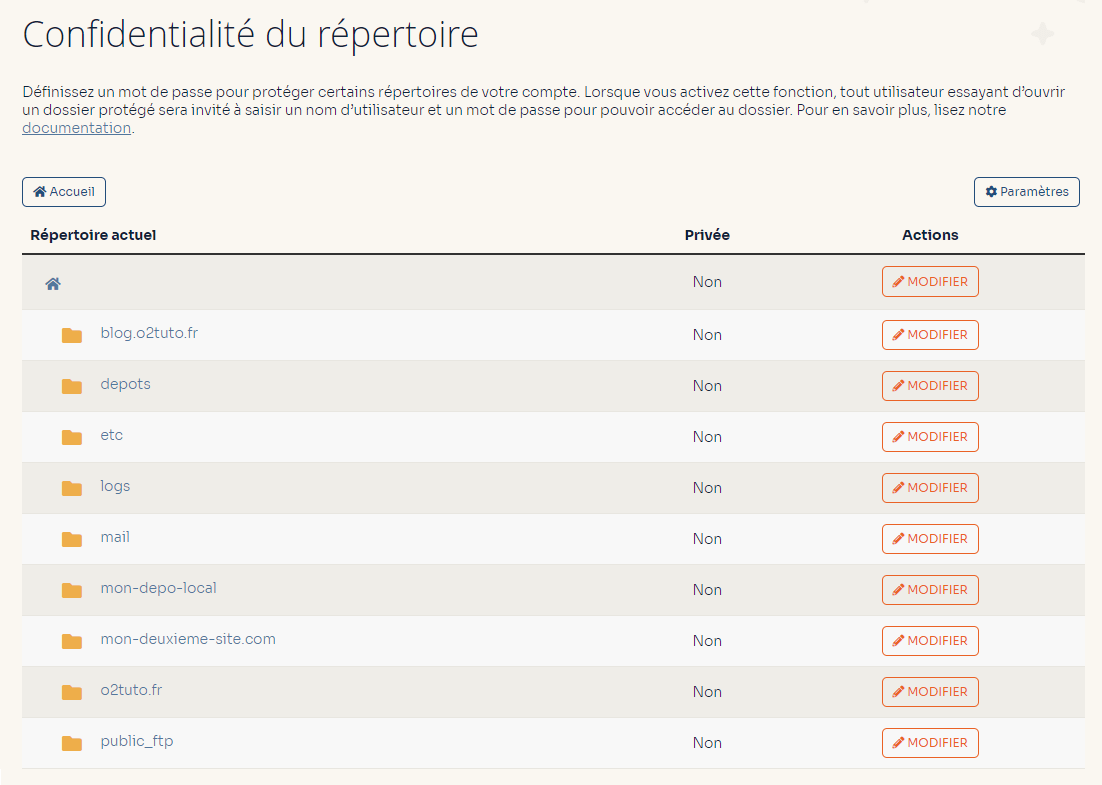 Confidentialité du répertoire
Définissez un mot de passe pour protéger certains répertoires de votre compte. Lorsque vous activez cette fonction, tout utilisateur essayant d’ouvrir
un dossier protégé sera invité à saisir un nom d’utilisateur et un mot de passe pour pouvoir accéder au dossier. Pour en savoir plus, lisez notre
documentation.
Accueil Paramètres
Répertoire actuel Privée Actions
Non MODIFIER
blog.o2tuto.fr Non MODIFIER
depots Non MODIFIER
etc Non MODIFIER
logs Non MODIFIER
mail Non MODIFIER
mon-depo-local Non MODIFIER
mon-deuxieme-site.com Non MODIFIER
o2tuto.fr Non MODIFIER
public_ftp Non MODIFIER